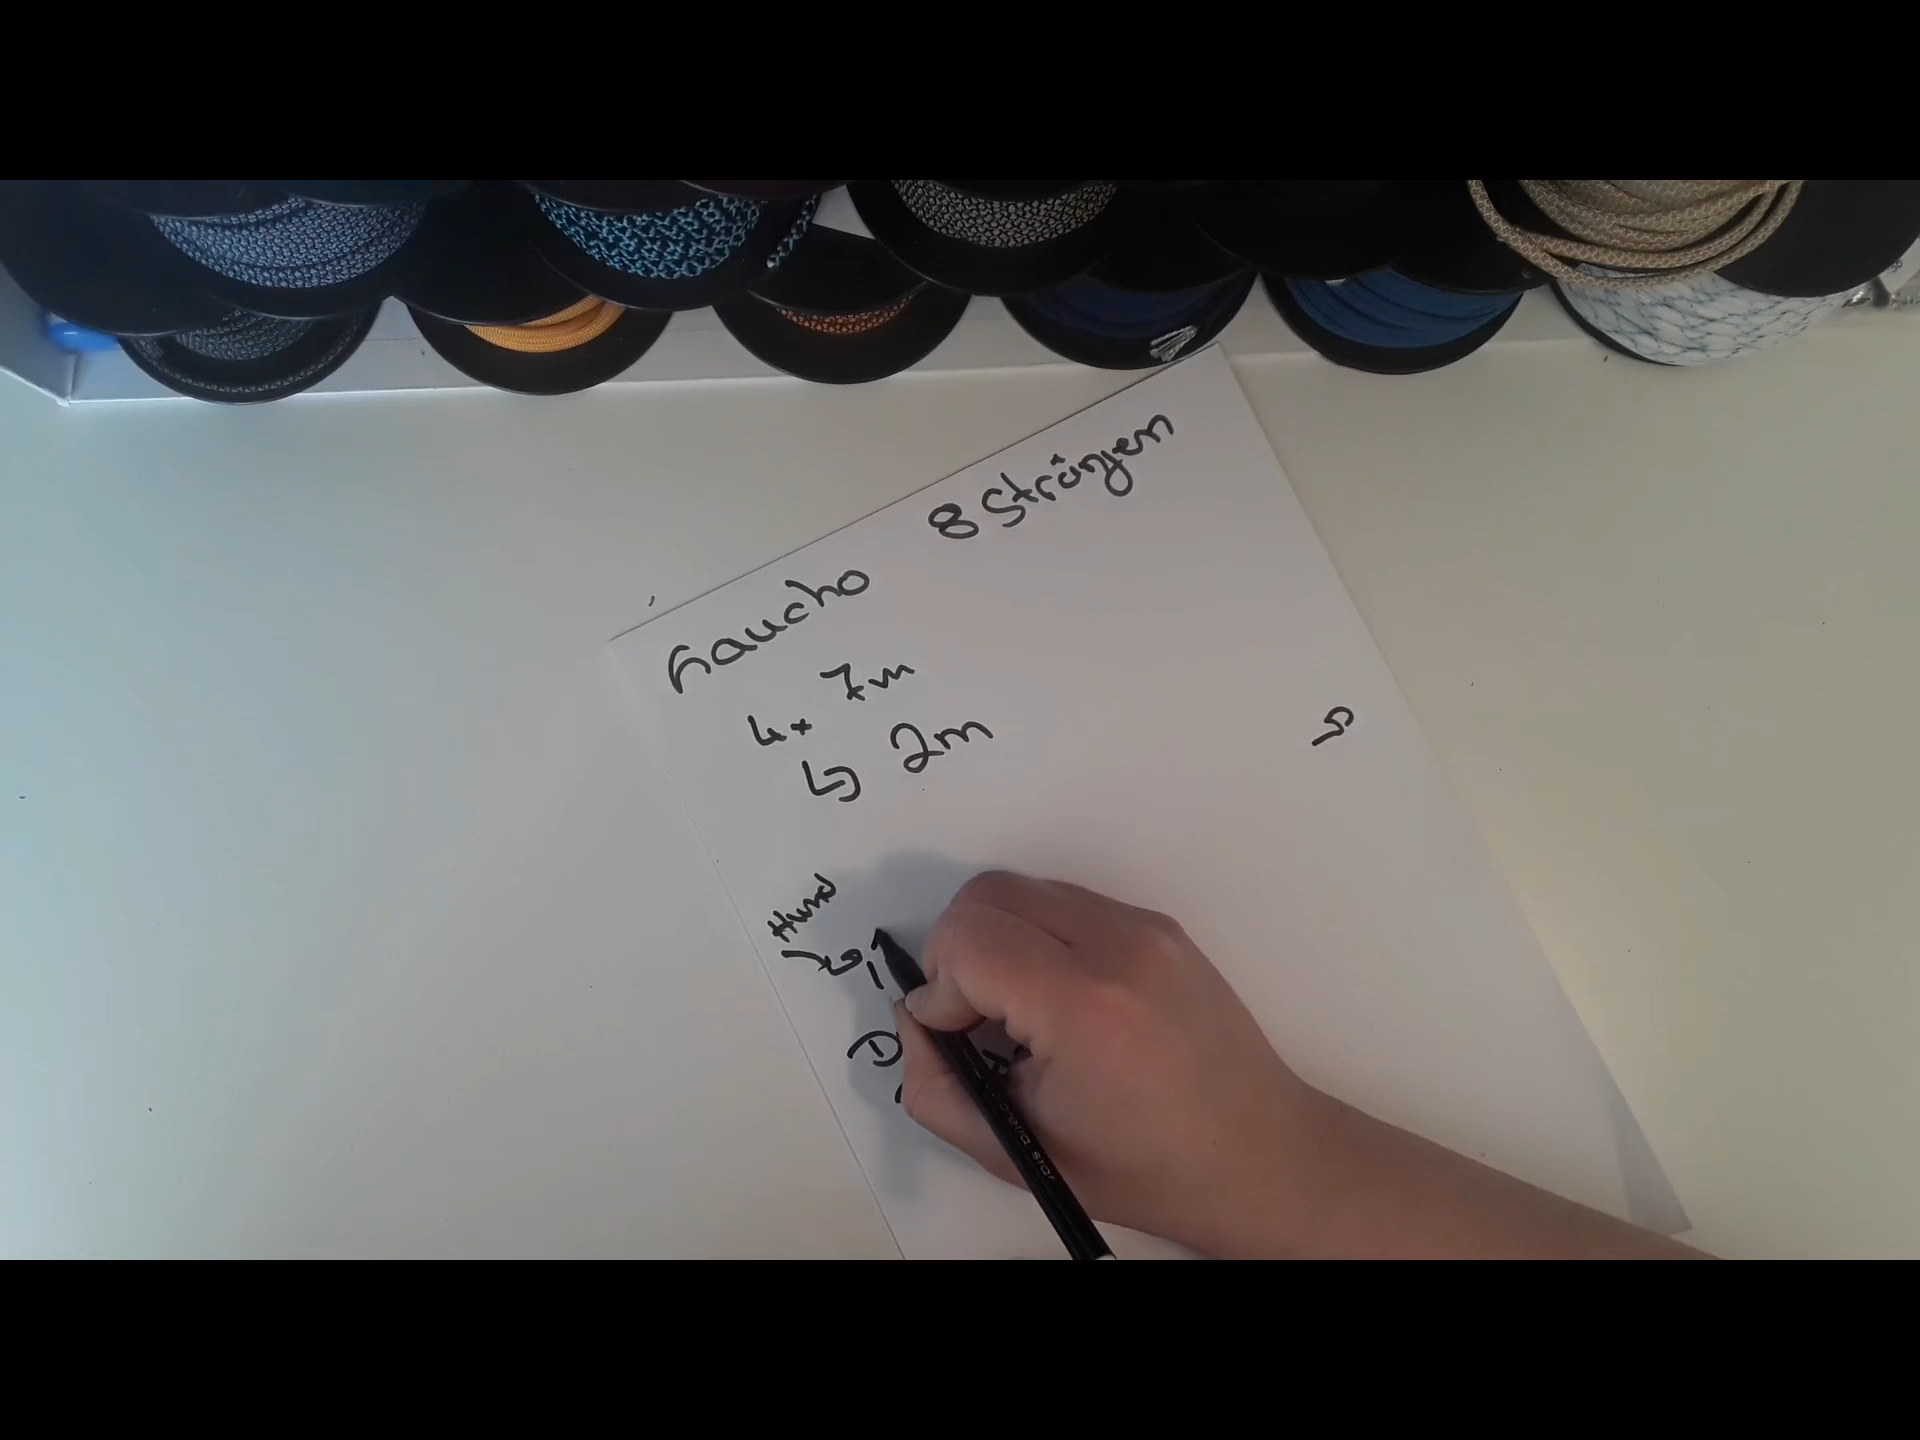 8 Strängen
Gaucho
7m
4x
↳ 2m
Hund